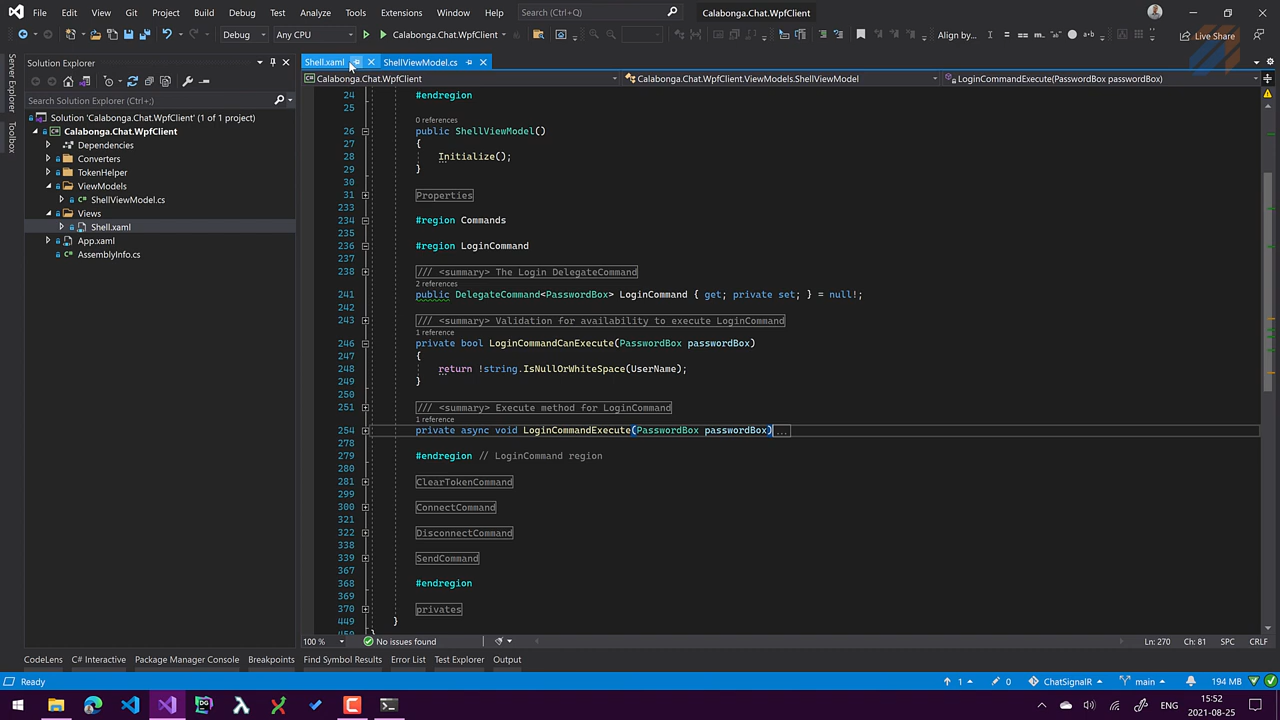 File Edit View Git Project Build Debug Test Analyze Tools Extensions Window Help Search (Ctrl+Q) Calabonga.Chat.WpfClient
Debug Any CPU Calabonga.Chat.WpfClient Align by... Live Share
Server Explorer
Toolbox
Solution Explorer
Search Solution Explorer (Ctrl+;)
Solution 'Calabonga.Chat.WpfClient' (1 of 1 project)
Calabonga.Chat.WpfClient
Dependencies
Converters
TokenHelper
ViewModels
C# ShellViewModel.cs
Views
Shell.xaml
App.xaml
C# AssemblyInfo.cs
Shell.xaml ShellViewModel.cs
Calabonga.Chat.WpfClient Calabonga.Chat.WpfClient.ViewModels.ShellViewModel LoginCommandExecute(PasswordBox passwordBox)
24 #endregion
25
0 references
26 public ShellViewModel()
27 {
28 Initialize();
29 }
30
31 Properties
233
234 #region Commands
235
236 #region LoginCommand
237
238 /// <summary> The Login DelegateCommand
2 references
241 public DelegateCommand<PasswordBox> LoginCommand { get; private set; } = null!;
242
243 /// <summary> Validation for availability to execute LoginCommand
1 reference
246 private bool LoginCommandCanExecute(PasswordBox passwordBox)
247 {
248 return !string.IsNullOrWhiteSpace(UserName);
249 }
250
251 /// <summary> Execute method for LoginCommand
1 reference
254 private async void LoginCommandExecute(PasswordBox passwordBox)...
278
279 #endregion // LoginCommand region
280
281 ClearTokenCommand
299
300 ConnectCommand
321
322 DisconnectCommand
338
339 SendCommand
367
368 #endregion
369
370 privates
449 }
450 }
100 % No issues found Ln: 270 Ch: 81 SPC CRLF
CodeLens C# Interactive Package Manager Console Breakpoints Find Symbol Results Error List Test Explorer Output
Ready 1 0 ChatSignalR main 194 MB
ENG 15:52
2021-08-25